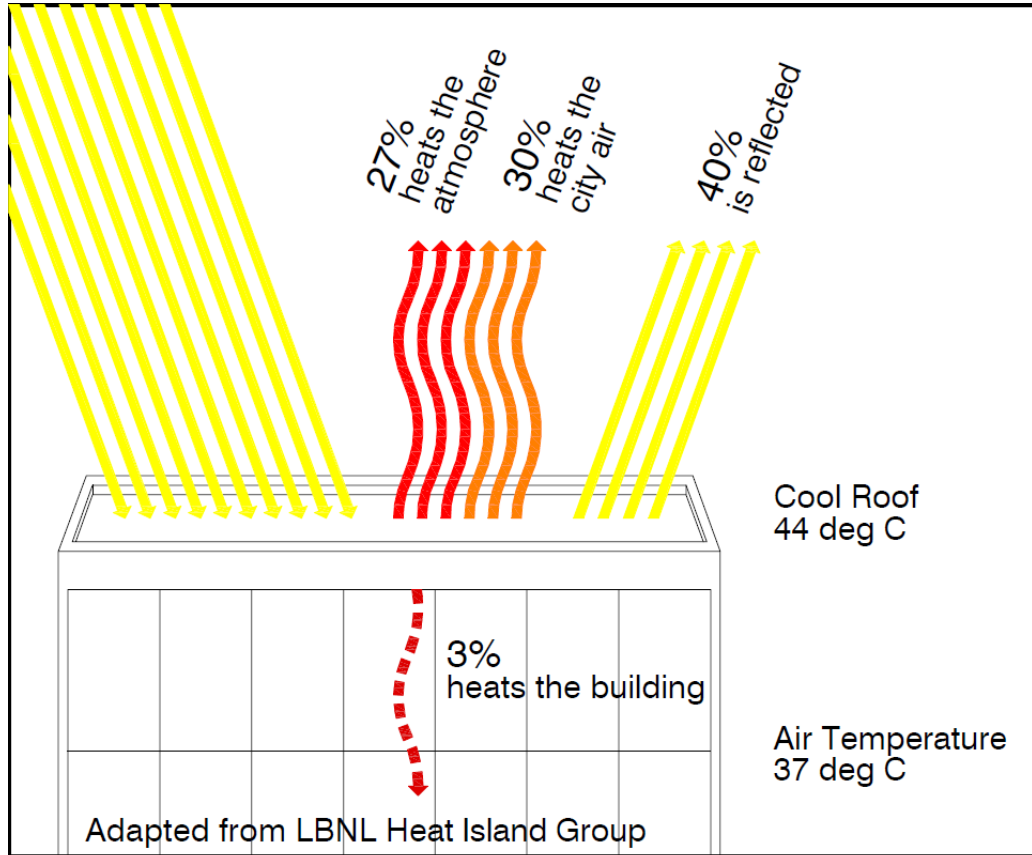 27%
heats the
atmosphere
30%
heats the
city air
40%
is reflected
Cool Roof
44 deg C
3%
heats the building
Air Temperature
37 deg C
Adapted from LBNL Heat Island Group